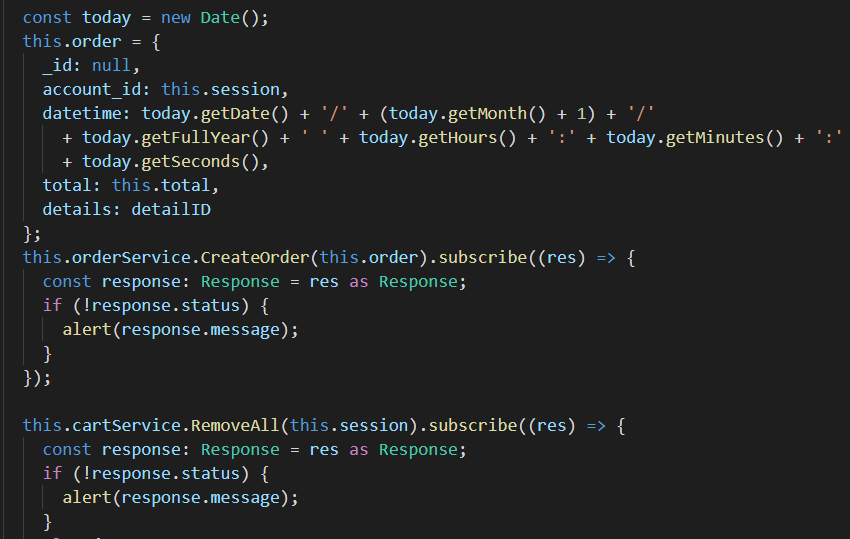 const today = new Date();
this.order = {
_id: null,
account_id: this.session,
datetime: today.getDate() + '/' + (today.getMonth() + 1) + '/'
+ today.getFullYear() + ' ' + today.getHours() + ':' + today.getMinutes() + ':'
+ today.getSeconds(),
total: this.total,
details: detailID
};
this.orderService.CreateOrder(this.order).subscribe((res) => {
const response: Response = res as Response;
if (!response.status) {
alert(response.message);
}
});
this.cartService.RemoveAll(this.session).subscribe((res) => {
const response: Response = res as Response;
if (!response.status) {
alert(response.message);
}